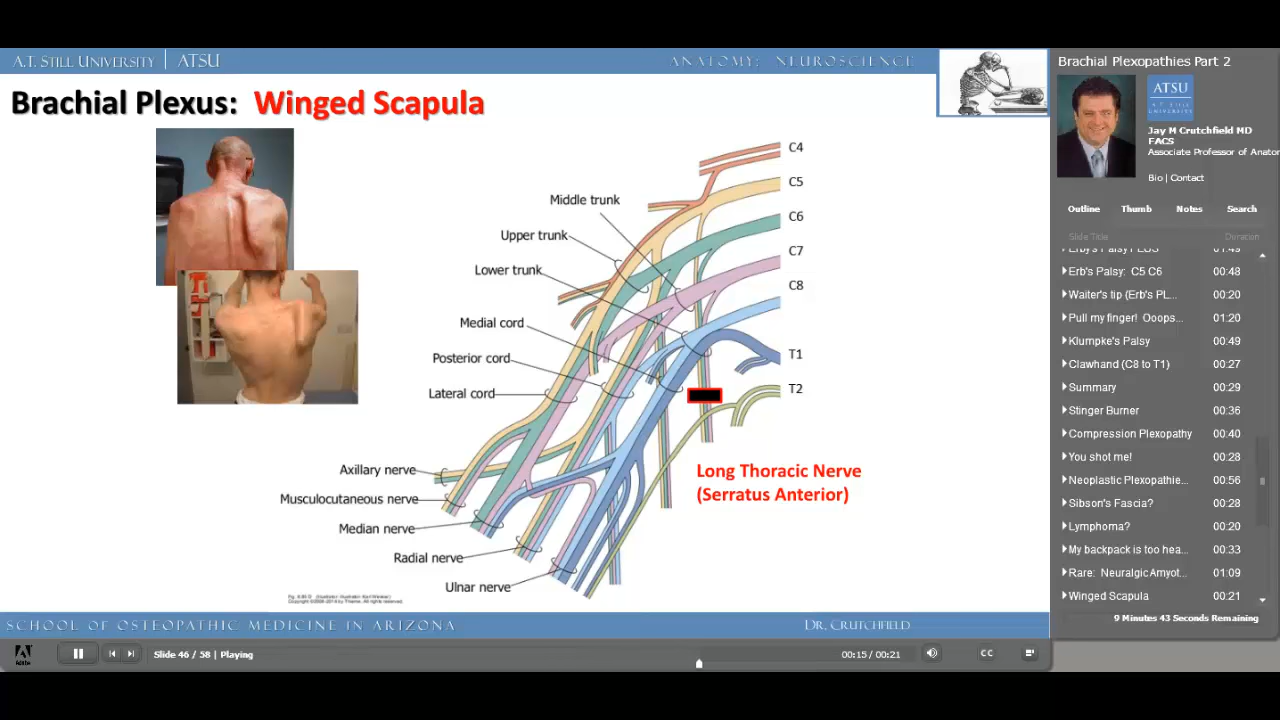 A.T. STILL UNIVERSITY | ATSU
ANATOMY: NEUROSCIENCE
Brachial Plexus: Winged Scapula
C4
C5
C6
C7
C8
T1
T2
Middle trunk
Upper trunk
Lower trunk
Medial cord
Posterior cord
Lateral cord
Axillary nerve
Musculocutaneous nerve
Median nerve
Radial nerve
Ulnar nerve
Long Thoracic Nerve
(Serratus Anterior)
SCHOOL OF OSTEOPATHIC MEDICINE IN ARIZONA
DR. CRUTCHFIELD
Brachial Plexopathies Part 2
ATSU
A.T. STILL
UNIVERSITY
Jay M Crutchfield MD
FACS
Associate Professor of Anator
Bio | Contact
Outline Thumb Notes Search
Slide Title Duration
Erb's Palsy: C5 C6 00:48
Waiter's tip (Erb's PL... 00:20
Pull my finger! Ooops... 01:20
Klumpke's Palsy 00:49
Clawhand (C8 to T1) 00:27
Summary 00:29
Stinger Burner 00:36
Compression Plexopathy 00:40
You shot me! 00:28
Neoplastic Plexopathie... 00:56
Sibson's Fascia? 00:28
Lymphoma? 00:20
My backpack is too hea... 00:33
Rare: Neuralgic Amyot... 01:09
Winged Scapula 00:21
9 Minutes 43 Seconds Remaining
Adobe
Slide 46 / 58 | Playing
00:15 / 00:21
CC